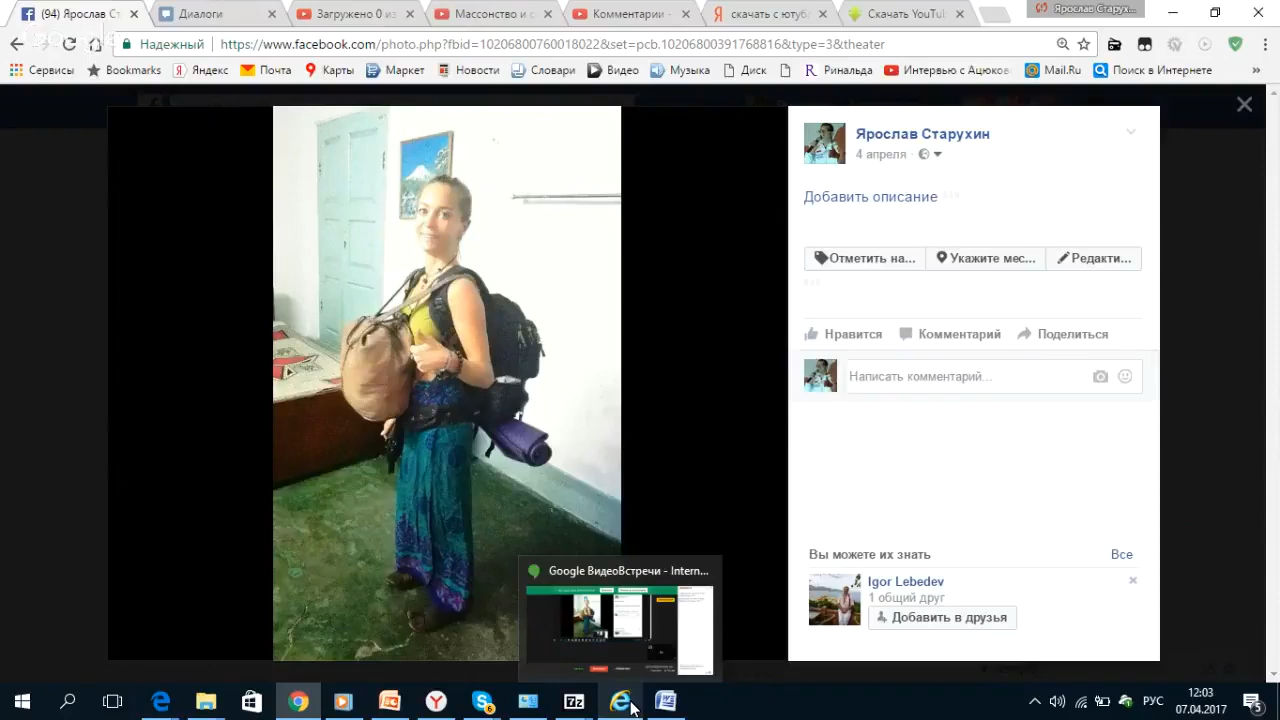 (94) Ярослав Ст
Диалоги
Загружено 0 из
Массонство и с
Комментарии -
скачать с ютуб
Скачать YouTub
Ярослав Старух...
Надежный
https://www.facebook.com/photo.php?fbid=10206800760018022&set=pcb.10206800391768816&type=3&theater
Сервисы Bookmarks Яндекс Почта Карты Маркет Новости Словари Видео Музыка Диск Ринальда Интервью с Ацюков Mail.Ru Поиск в Интернете
Ярослав Старухин
4 апреля
Добавить описание
Отметить на... Укажите мес... Редакти...
Нравится Комментарий Поделиться
Написать комментарий...
Вы можете их знать Все
Igor Lebedev
1 общий друг
Добавить в друзья
Google ВидеоВстречи - Intern...
РУС
12:03
07.04.2017